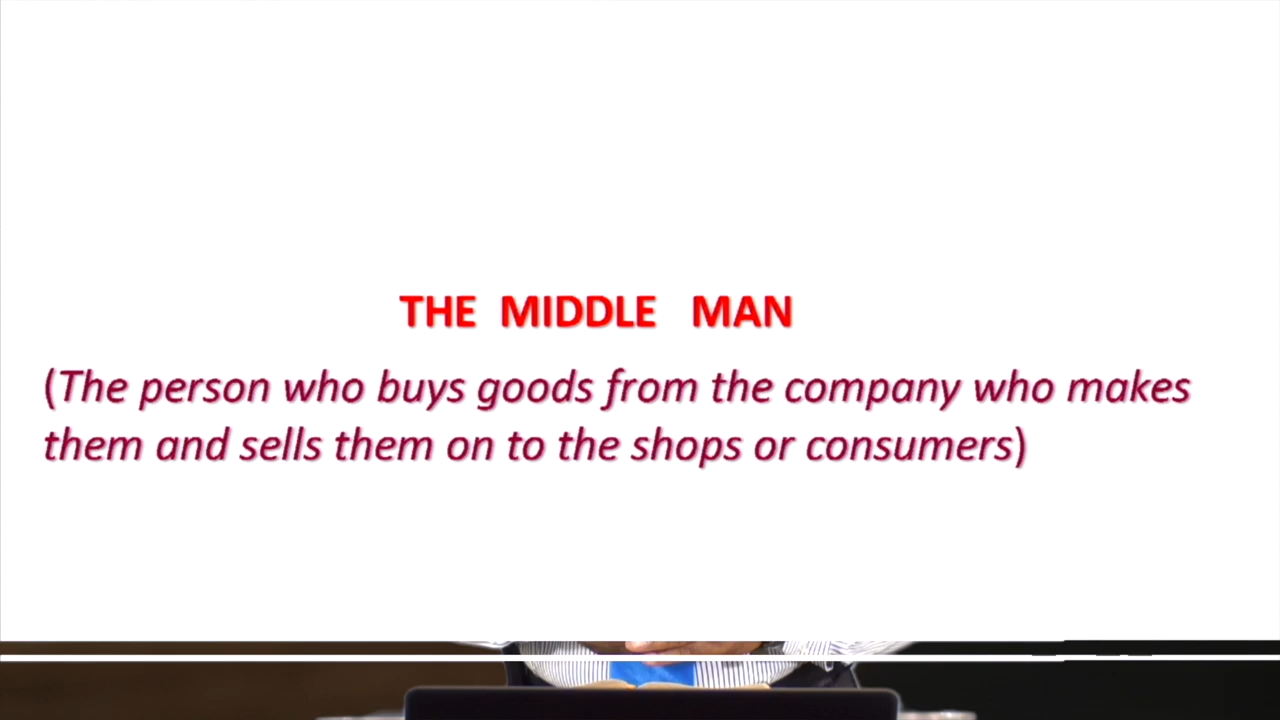 THE MIDDLE MAN
(The person who buys goods from the company who makes
them and sells them on to the shops or consumers)